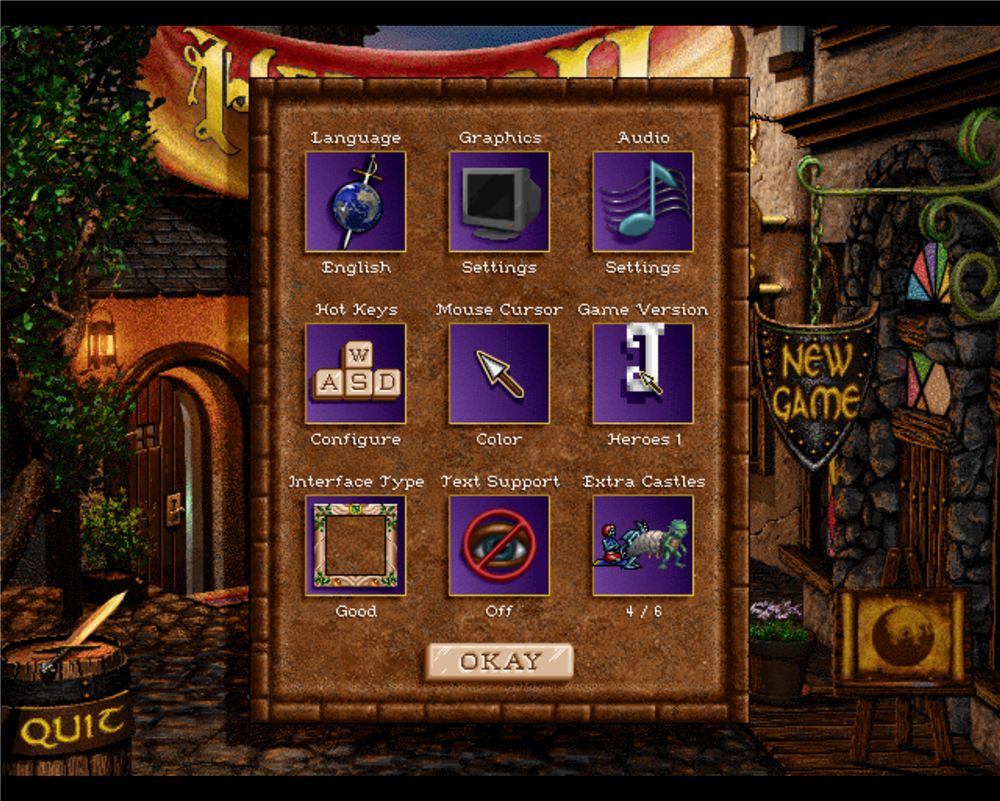 Language Graphics Audio
English Settings Settings
Hot Keys Mouse Cursor Game Version
W
A S D
Configure Color Heroes 1
Interface Type Text Support Extra Castles
Good Off 4 / 6
OKAY
NEW
GAME
QUIT